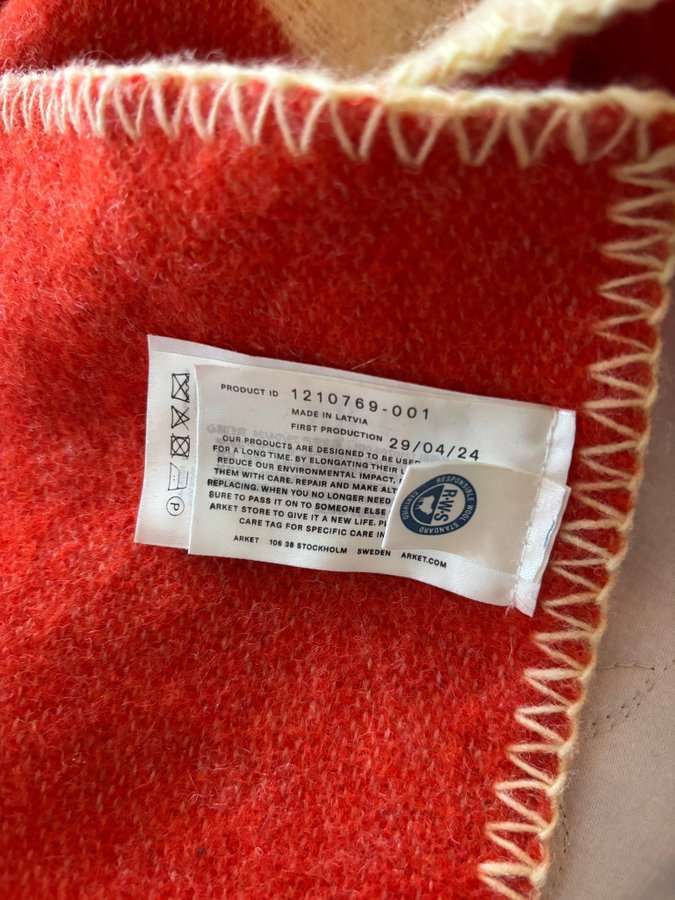 PRODUCT ID 1210769-001
MADE IN LATVIA
FIRST PRODUCTION 29/04/24
OUR PRODUCTS ARE DESIGNED TO BE USED
FOR A LONG TIME. BY ELONGATING THEIR
REDUCE OUR ENVIRONMENTAL IMPACT,
THEM WITH CARE. REPAIR AND MAKE
REPLACING. WHEN YOU NO LONGER NEED
SURE TO PASS IT ON TO SOMEONE ELSE
ARKET STORE TO GIVE IT A NEW LIFE.
CARE TAG FOR SPECIFIC CARE
ARKET 106 38 STOCKHOLM SWEDEN ARKET.COM
RESPONSIBLE WOOL STANDARD
RWS
CERTIFIED
P